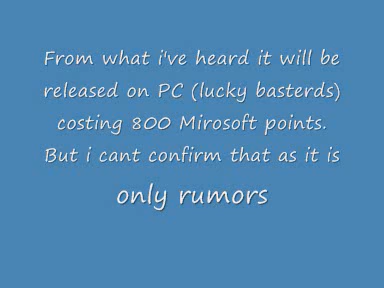 From what i've heard it will be
released on PC (lucky basterds)
costing 800 Mirosoft points.
But i cant confirm that as it is
only rumors